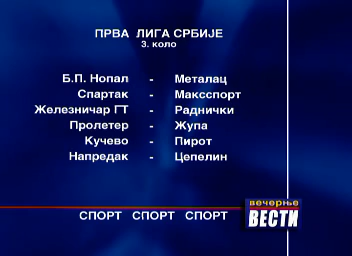 ПРВА ЛИГА СРБИЈЕ
3. коло
Б.П. Нопал - Металац
Спартак - Максспорт
Железничар ГТ - Раднички
Пролетер - Жупа
Кучево - Пирот
Напредак - Цепелин
вечерње
ВЕСТИ
СПОРТ СПОРТ СПОРТ